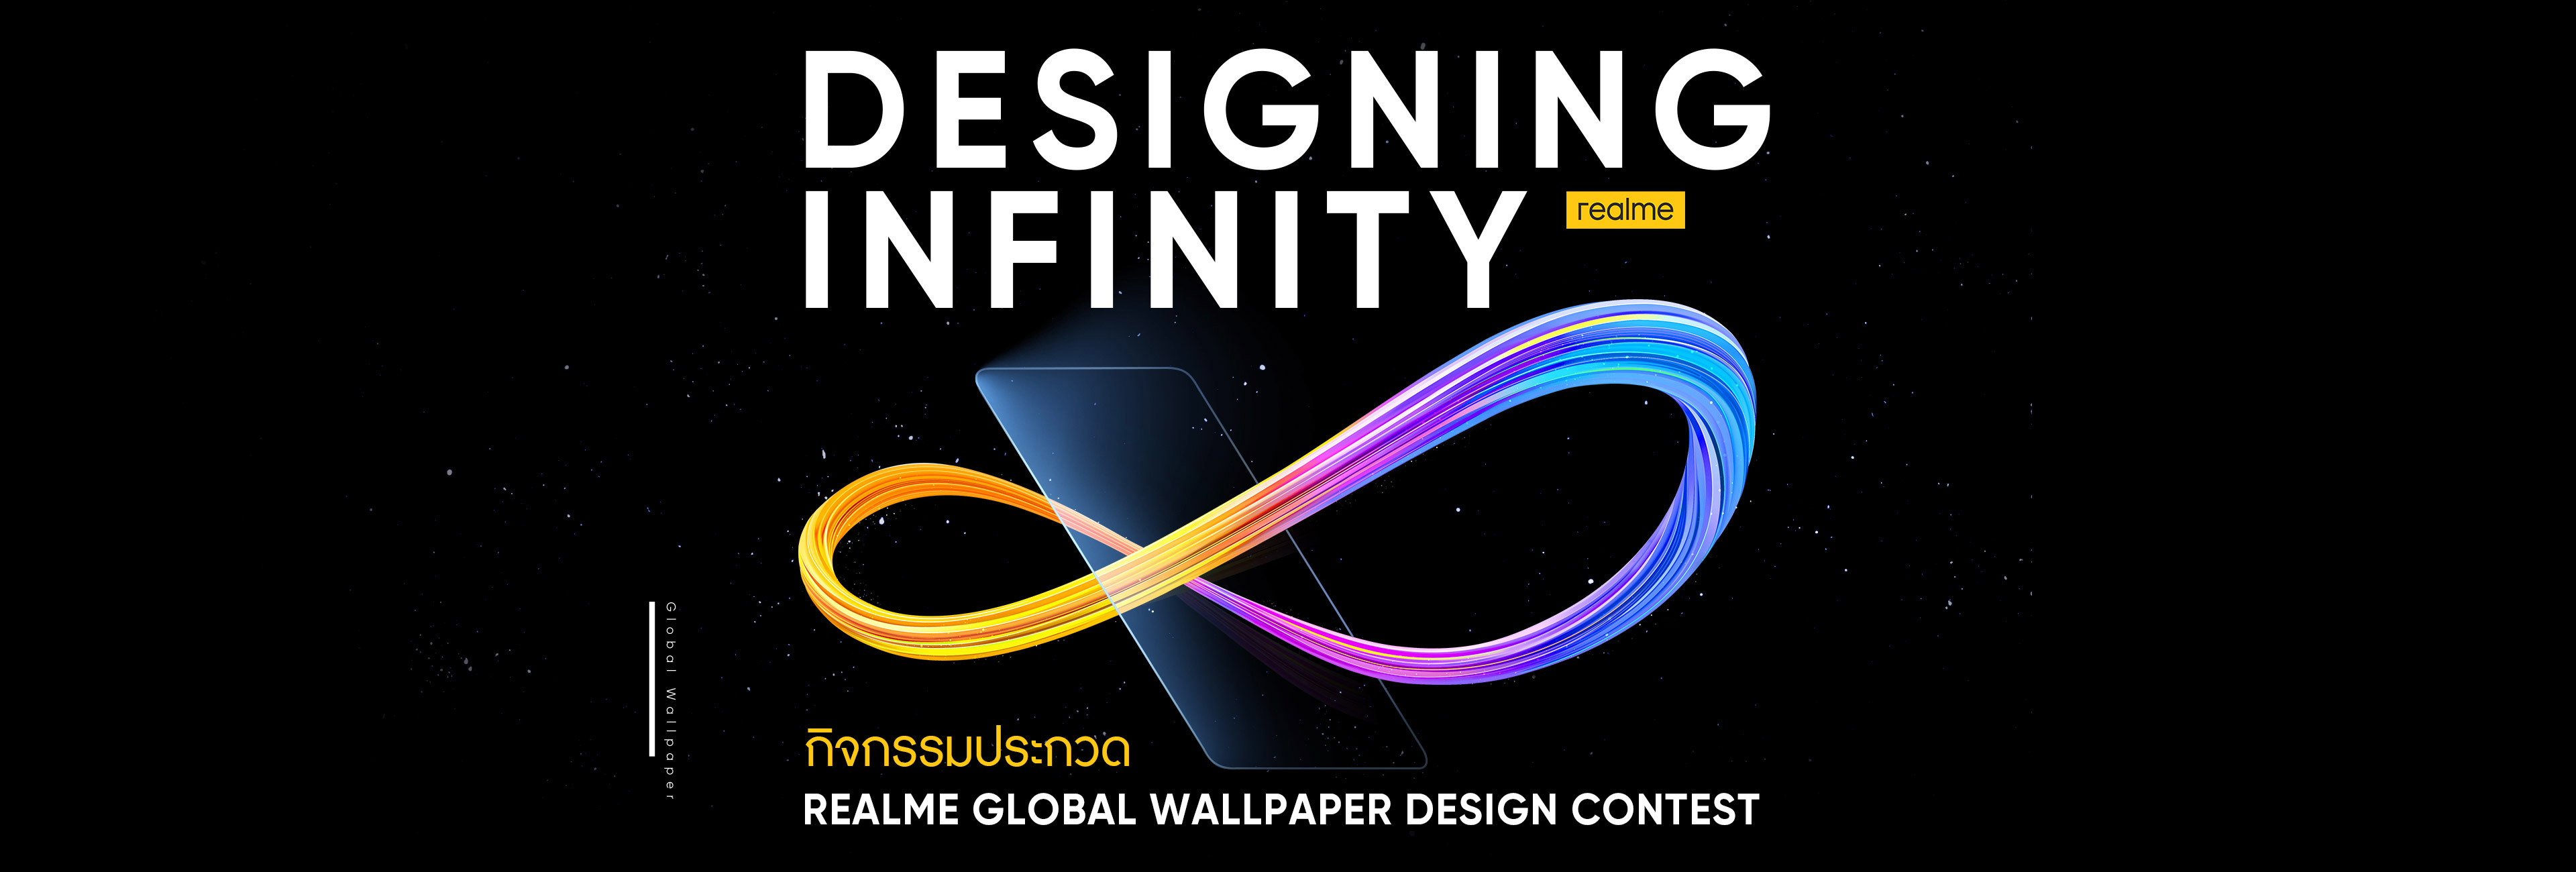 DESIGNING
INFINITY
realme
Global Wallpaper
กิจกรรมประกวด
REALME GLOBAL WALLPAPER DESIGN CONTEST